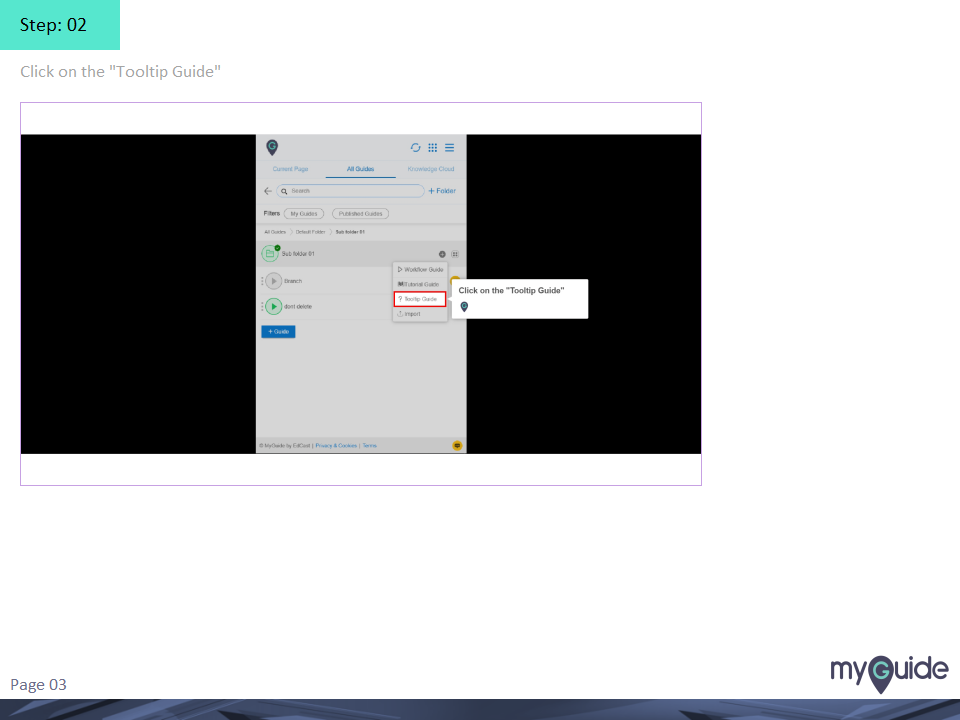 Step: 02
Click on the "Tooltip Guide"
G
Current Page All Guides Knowledge Cloud
Search + Folder
Filters My Guides Published Guides
All Guides Default Folder Sub folder 01
Sub folder 01
Workflow Guide
Branch
Tutorial Guide
Click on the "Tooltip Guide"
? Tooltip Guide
dont delete
Import
+ Guide
© MyGuide by EdCast | Privacy & Cookies | Terms
myGuide
Page 03